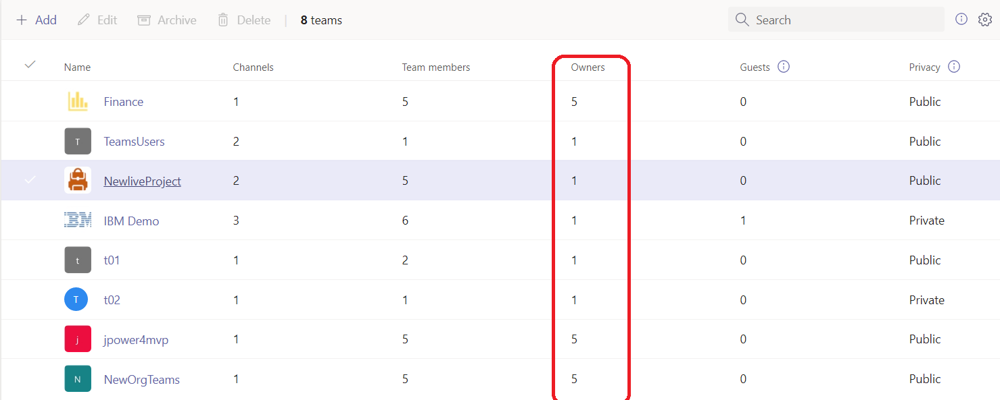 Add Edit Archive Delete | 8 teams Search
Name Channels Team members Owners Guests Privacy
Finance 1 5 5 0 Public
T TeamsUsers 2 1 1 0 Public
NewliveProject 2 5 1 0 Public
IBM IBM Demo 3 6 1 1 Private
t t01 1 2 1 0 Public
T t02 1 1 1 0 Private
j jpower4mvp 1 5 5 0 Public
N NewOrgTeams 1 5 5 0 Public